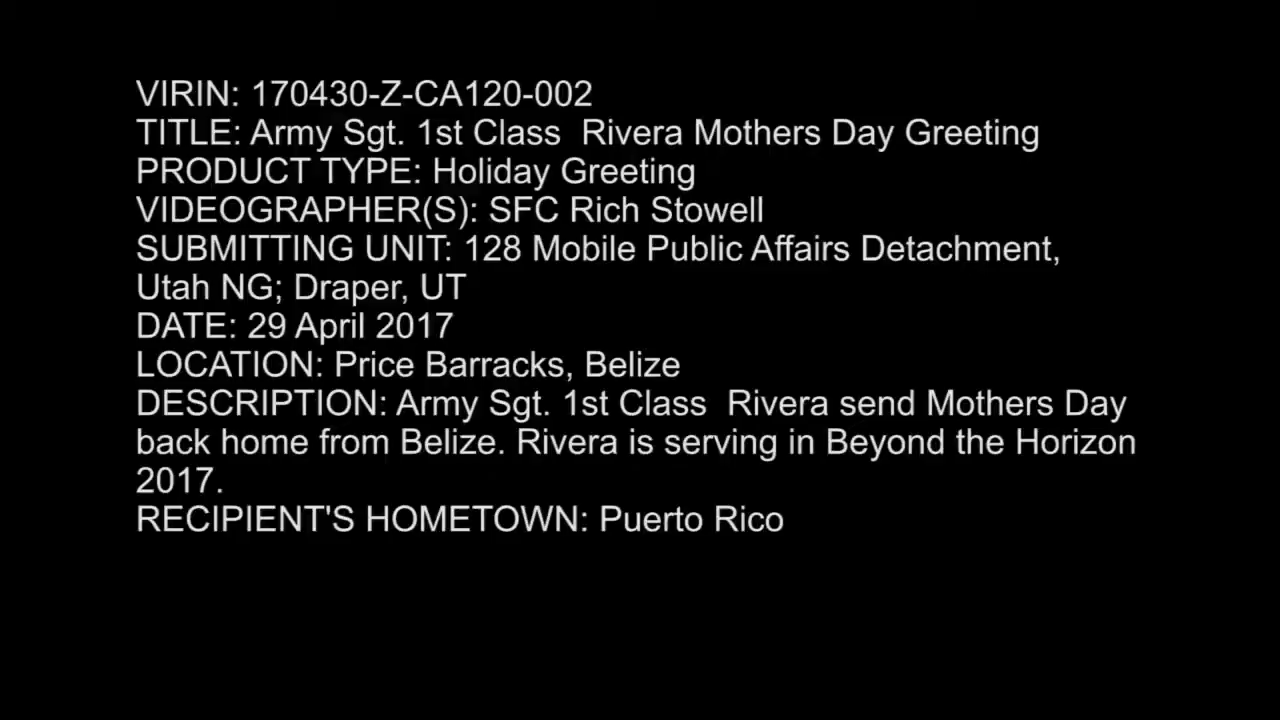 VIRIN: 170430-Z-CA120-002
TITLE: Army Sgt. 1st Class  Rivera Mothers Day Greeting
PRODUCT TYPE: Holiday Greeting
VIDEOGRAPHER(S): SFC Rich Stowell
SUBMITTING UNIT: 128 Mobile Public Affairs Detachment,
Utah NG; Draper, UT
DATE: 29 April 2017
LOCATION: Price Barracks, Belize
DESCRIPTION: Army Sgt. 1st Class  Rivera send Mothers Day
back home from Belize. Rivera is serving in Beyond the Horizon
2017.
RECIPIENT'S HOMETOWN: Puerto Rico